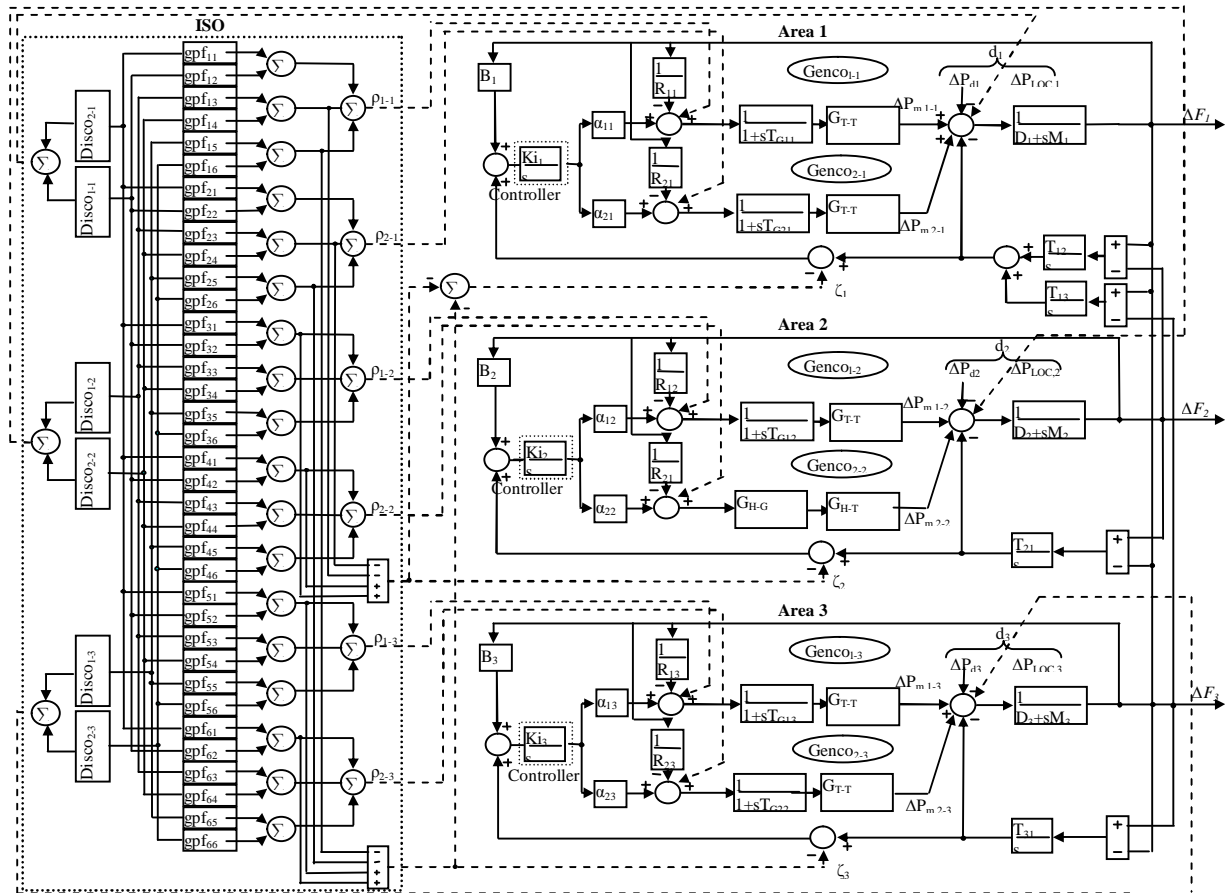 ISO
Disco2-1
Disco1-1
Disco1-2
Disco2-2
Disco1-3
Disco2-3
∑
∑
∑
gpf11
gpf12
gpf13
gpf14
gpf15
gpf16
gpf21
gpf22
gpf23
gpf24
gpf25
gpf26
gpf31
gpf32
gpf33
gpf34
gpf35
gpf36
gpf41
gpf42
gpf43
gpf44
gpf45
gpf46
gpf51
gpf52
gpf53
gpf54
gpf55
gpf56
gpf61
gpf62
gpf63
gpf64
gpf65
gpf66
ρ1-1
ρ2-1
ρ1-2
ρ2-2
ρ1-3
ρ2-3
Area 1
B1
Ki1
s
Controller
α11
α21
1
R11
1
R21
1
1+sTG11
GT-T
Genco1-1
ΔPm,1-1
1
1+sTG21
GT-T
Genco2-1
ΔPm,2-1
d1
ΔPd1
ΔPLOC,1
1
D1+sM1
ΔF1
T12
s
T13
s
ζ1
Area 2
B2
Ki2
s
Controller
α12
α22
1
R12
1
R21
1
1+sTG12
GT-T
Genco1-2
ΔPm,1-2
GH-G
GH-T
Genco2-2
ΔPm,2-2
d2
ΔPd2
ΔPLOC,2
1
D2+sM2
ΔF2
T21
s
ζ2
Area 3
B3
Ki3
s
Controller
α13
α23
1
R13
1
R23
1
1+sTG13
GT-T
Genco1-3
ΔPm,1-3
1
1+sTG22
GT-T
Genco2-3
ΔPm,2-3
d3
ΔPd3
ΔPLOC,3
1
D3+sM3
ΔF3
T31
s
ζ3